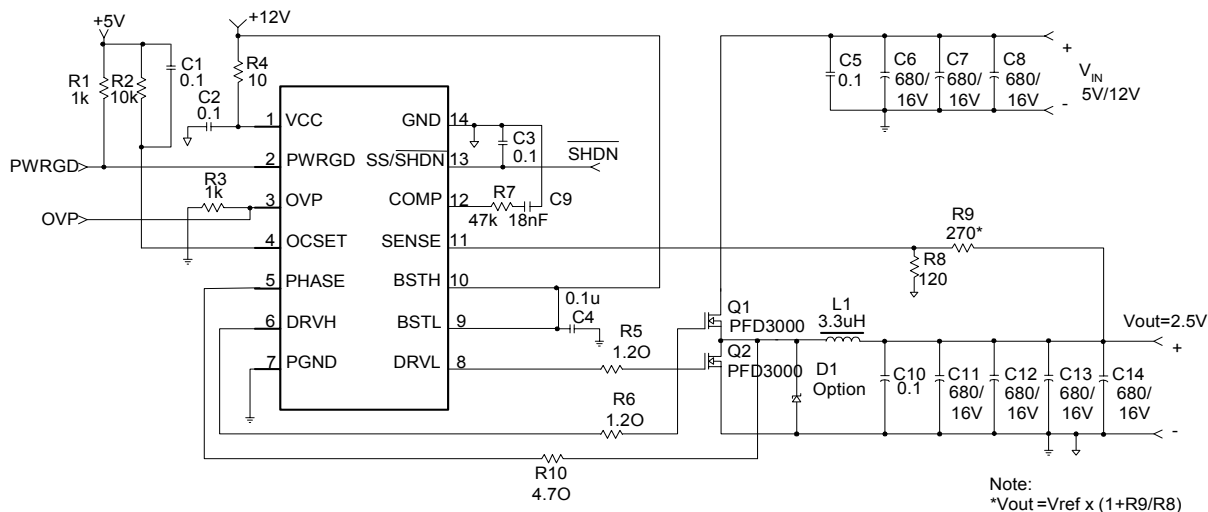 +5V
+12V
R1
1k
R2
10k
C1
0.1
R4
10
C2
0.1
PWRGD
OVP
R3
1k
1
2
3
4
5
6
7
VCC
PWRGD
OVP
OCSET
PHASE
DRVH
PGND
GND
SS/SHDN
COMP
SENSE
BSTH
BSTL
DRVL
14
13
12
11
10
9
8
C3
0.1
SHDN
R7
47k
C9
18nF
0.1u
C4
R5
1.2O
R6
1.2O
R10
4.7O
Q1
PFD3000
Q2
PFD3000
D1
Option
L1
3.3uH
R9
270*
R8
120
C5
0.1
C6
680/
16V
C7
680/
16V
C8
680/
16V
+
VIN
5V/12V
-
Vout=2.5V
+
C10
0.1
C11
680/
16V
C12
680/
16V
C13
680/
16V
C14
680/
16V
-
Note:
*Vout =Vref x (1+R9/R8)